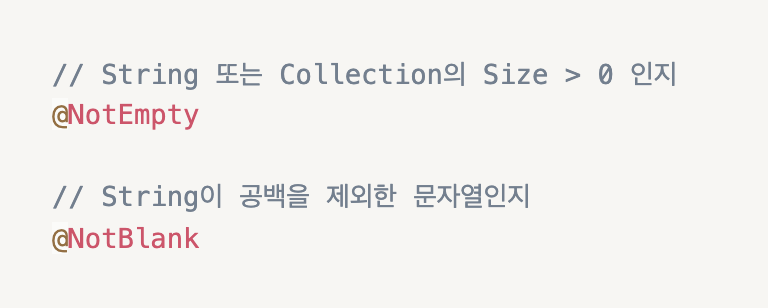 // String 또는 Collection의 Size > 0 인지
@NotEmpty
// String이 공백을 제외한 문자열인지
@NotBlank